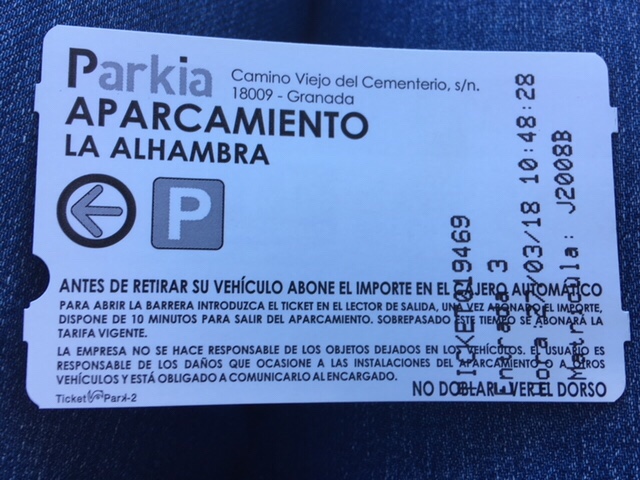 Parkia
Camino Viejo del Cementerio, s/n.
18009 - Granada
APARCAMIENTO
LA ALHAMBRA
P
ANTES DE RETIRAR SU VEHÍCULO ABONE EL IMPORTE EN EL CAJERO AUTOMÁTICO
PARA ABRIR LA BARRERA INTRODUZCA EL TICKET EN EL LECTOR DE SALIDA, UNA VEZ ABONADO EL IMPORTE,
DISPONE DE 10 MINUTOS PARA SALIR DEL APARCAMIENTO. SOBREPASADO ESTE TIEMPO SE ABONARÁ LA
TARIFA VIGENTE.
LA EMPRESA NO SE HACE RESPONSABLE DE LOS OBJETOS DEJADOS EN LOS VEHÍCULOS. EL USUARIO ES
RESPONSABLE DE LOS DAÑOS QUE OCASIONE A LAS INSTALACIONES DEL APARCAMIENTO O A OTROS
VEHÍCULOS Y ESTÁ OBLIGADO A COMUNICARLO AL ENCARGADO.
NO DOBLAR - VER EL DORSO
Park-2
Entrada 3
/03/18 10:48:28
Matrícula: J2008B